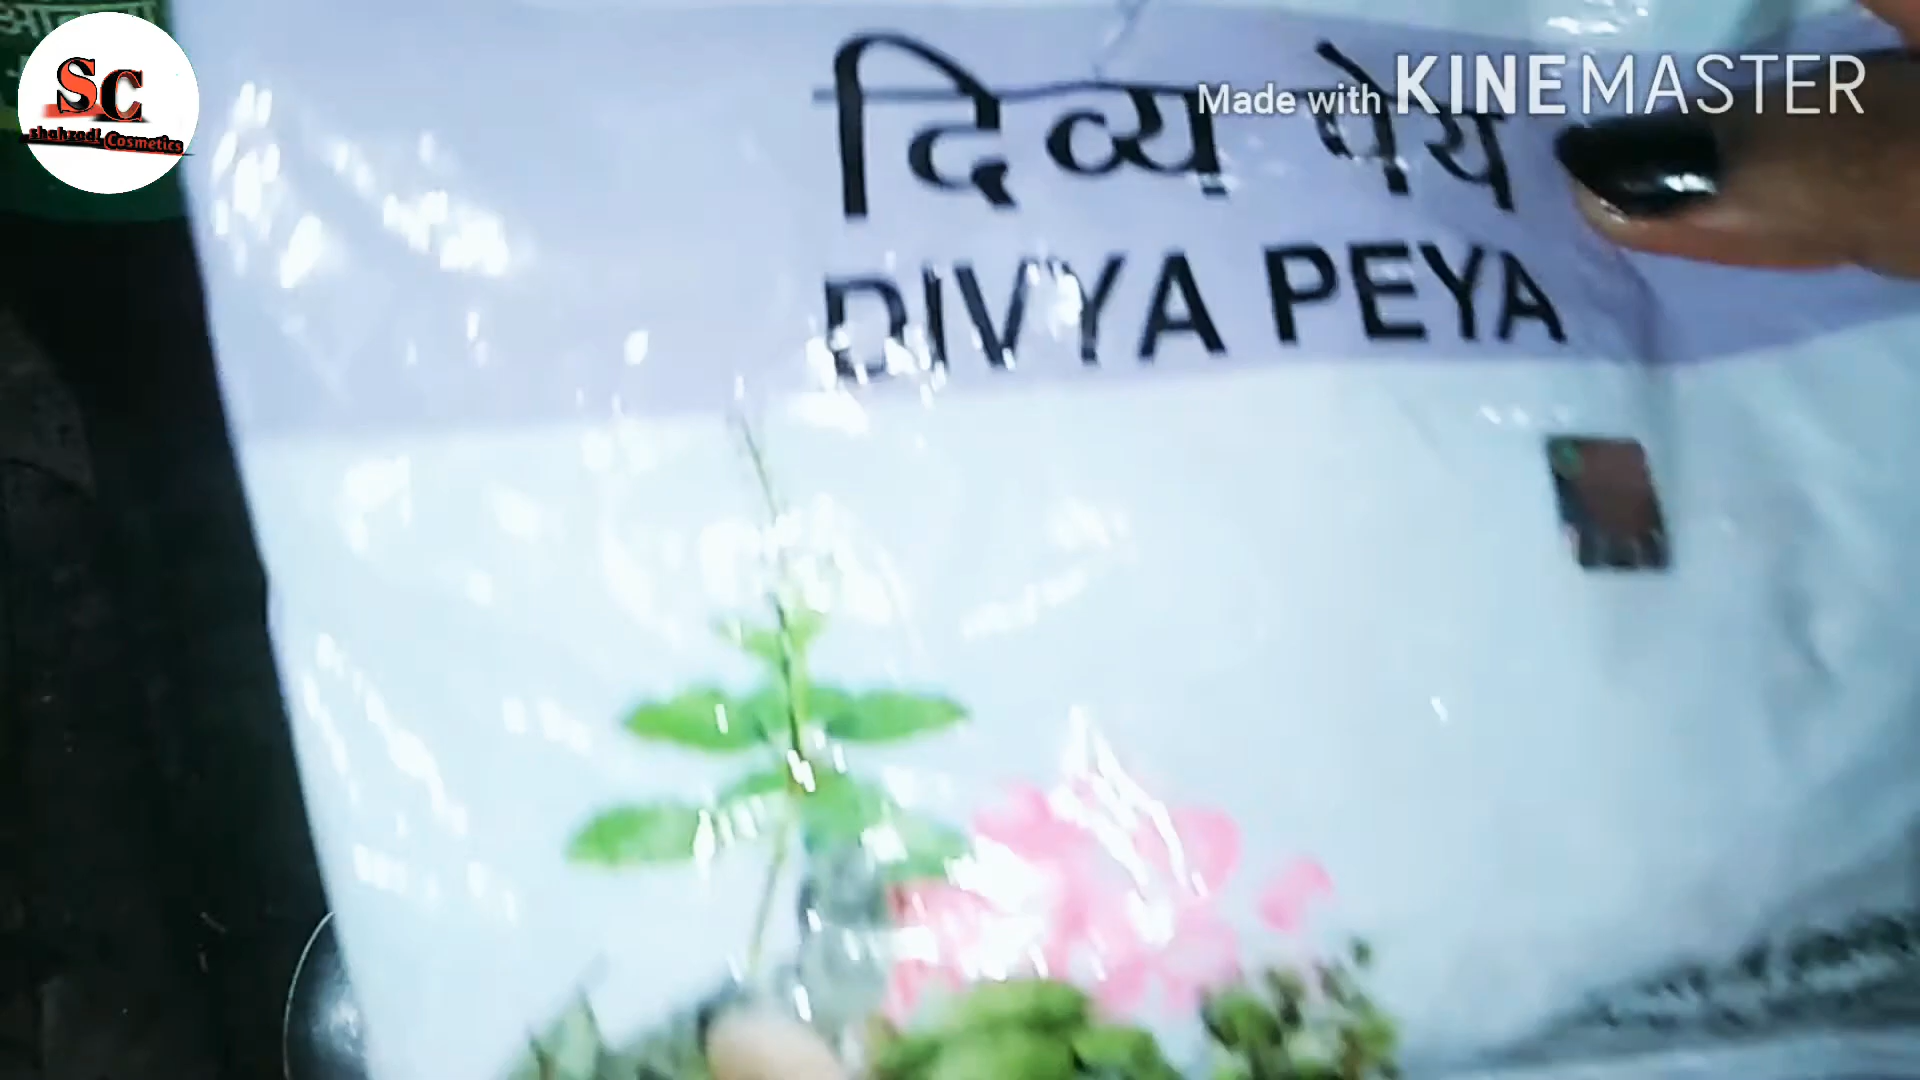 SC
shahzadi Cosmetics
Made with KINEMASTER
दिव्य पेय
DIVYA PEYA